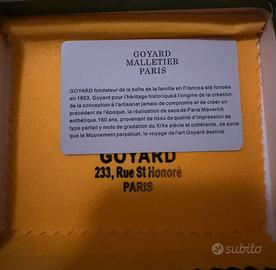 GOYARD
MALLETIER
PARIS
GOYARD fondateur de la boîte de la famille en France a été fondée
en 1853, Goyard pour l'héritage historique à l'origine de la création,
de la conception à l'artisanat jamais de compromis et de créer un
précédent de l'époque, la réalisation de sacs de Paris Maverick
esthétique.160 ans, provenant de tissu de qualité d'impression de
type parfait y mots de gradation du XiXe siècle et cohérents, de sorte
que le Mouvement perpétuel, le voyage de l'art Goyard destiné
GOYARD
233, Rue St Honoré
PARIS
subito